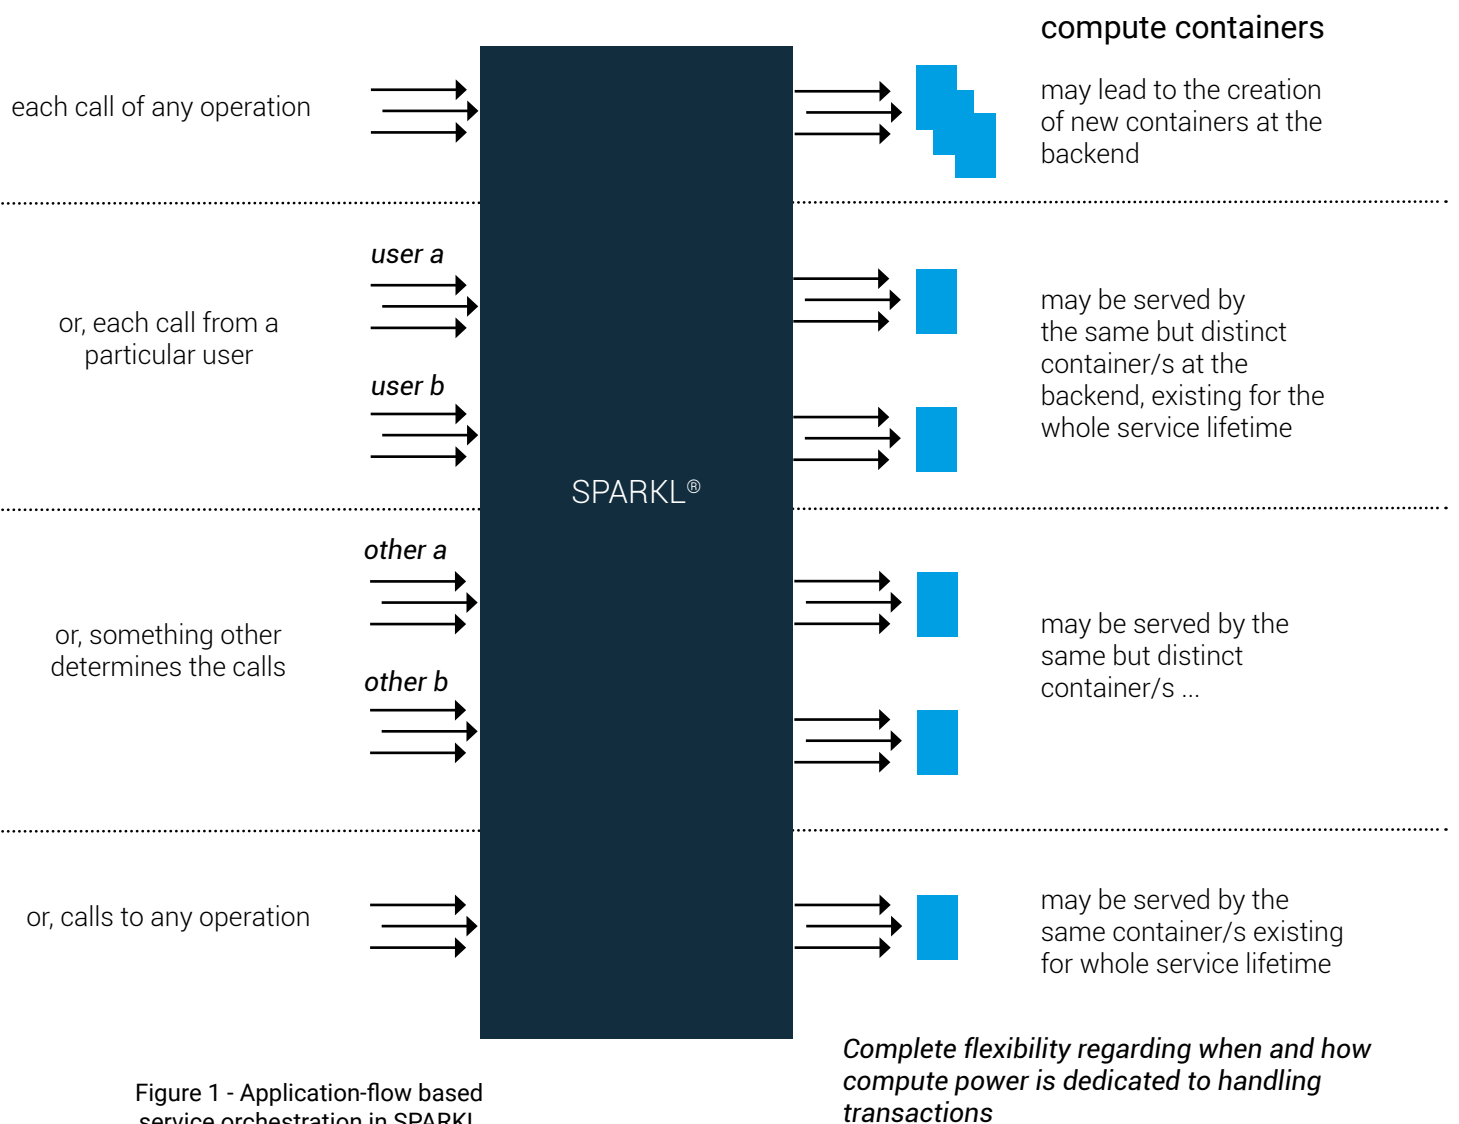 compute containers
each call of any operation
may lead to the creation
of new containers at the
backend
user a
or, each call from a
particular user
user b
may be served by
the same but distinct
container/s at the
backend, existing for the
whole service lifetime
SPARKL®
other a
or, something other
determines the calls
other b
may be served by the
same but distinct
container/s ...
or, calls to any operation
may be served by the
same container/s existing
for whole service lifetime
Complete flexibility regarding when and how
compute power is dedicated to handling
transactions
Figure 1 - Application-flow based
service orchestration in SPARKL